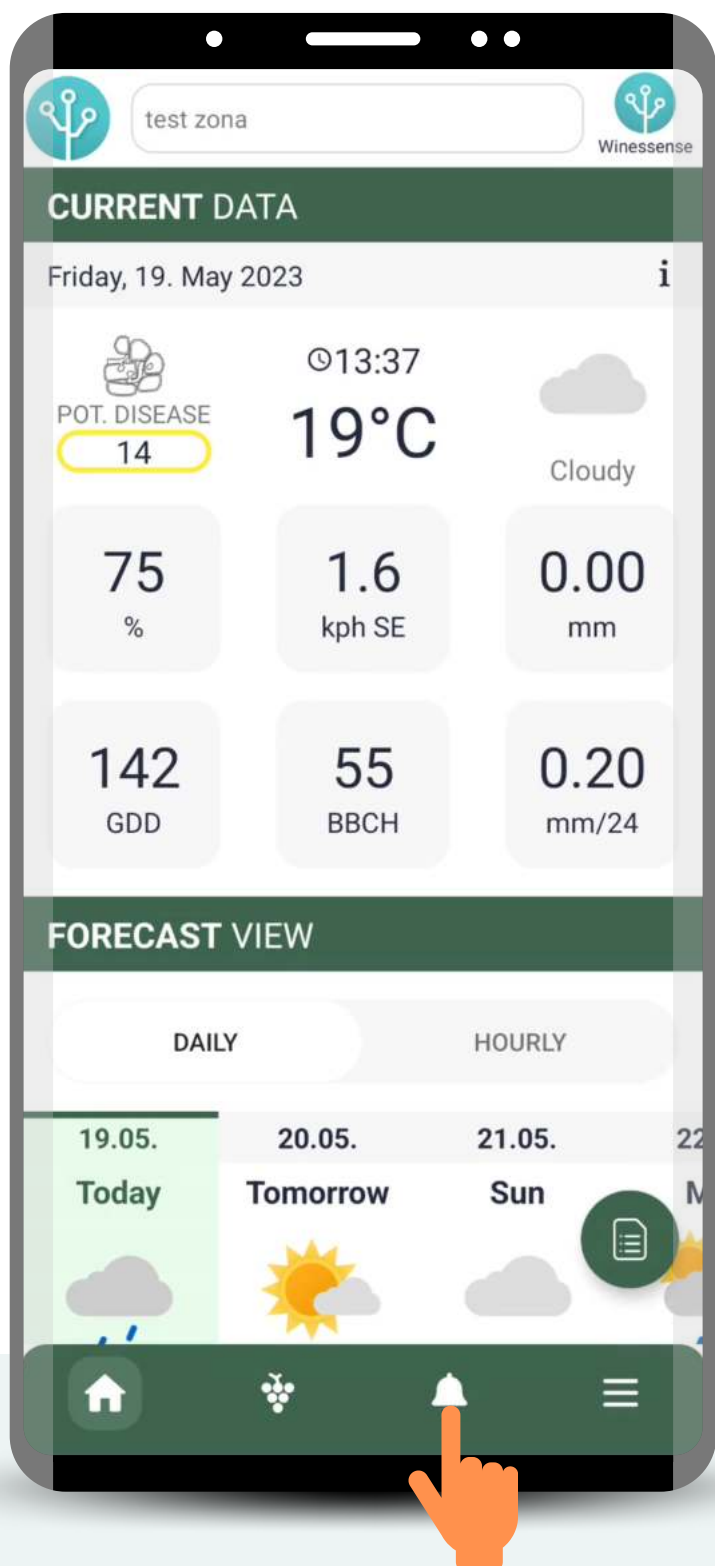 test zona
Winessense
CURRENT DATA
Friday, 19. May 2023 i
13:37
POT. DISEASE
14
19°C
Cloudy
75 1.6 0.00
% kph SE mm
142 55 0.20
GDD BBCH mm/24
FORECAST VIEW
DAILY HOURLY
19.05. 20.05. 21.05. 22
Today Tomorrow Sun M